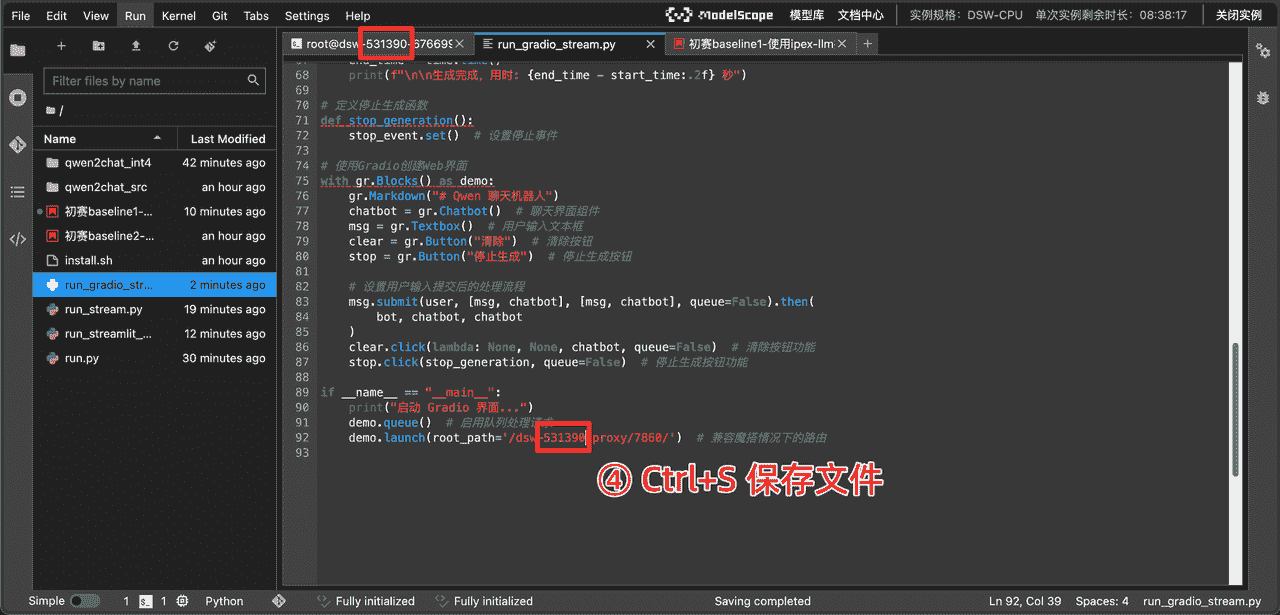 File Edit View Run Kernel Git Tabs Settings Help
ModelScope 模型库 文档中心 实例规格: DSW-CPU 单次实例剩余时长: 08:38:17 关闭实例
root@dsw-531390-676699 run_gradio_stream.py 初赛baseline1-使用ipex-llm
Filter files by name
/
Name Last Modified
qwen2chat_int4 42 minutes ago
qwen2chat_src an hour ago
初赛baseline1-... 10 minutes ago
初赛baseline2-... an hour ago
install.sh an hour ago
run_gradio_str... 2 minutes ago
run_stream.py 19 minutes ago
run_streamlit_... 12 minutes ago
run.py 30 minutes ago
68 print(f"\n\n生成完成，用时: {end_time - start_time:.2f} 秒")
69
70 # 定义停止生成函数
71 def stop_generation():
72 stop_event.set() # 设置停止事件
73
74 # 使用Gradio创建Web界面
75 with gr.Blocks() as demo:
76 gr.Markdown("# Qwen 聊天机器人")
77 chatbot = gr.Chatbot() # 聊天界面组件
78 msg = gr.Textbox() # 用户输入文本框
79 clear = gr.Button("清除") # 清除按钮
80 stop = gr.Button("停止生成") # 停止生成按钮
81
82 # 设置用户输入提交后的处理流程
83 msg.submit(user, [msg, chatbot], [msg, chatbot], queue=False).then(
84 bot, chatbot, chatbot
85 )
86 clear.click(lambda: None, None, chatbot, queue=False) # 清除按钮功能
87 stop.click(stop_generation, queue=False) # 停止生成按钮功能
88
89 if __name__ == "__main__":
90 print("启动 Gradio 界面...")
91 demo.queue() # 启用队列处理请求
92 demo.launch(root_path='/dsw-531390/proxy/7860/') # 兼容魔搭情况下的路由
93
④ Ctrl+S 保存文件
Simple 1 1 Python Fully initialized Fully initialized Saving completed Ln 92, Col 39 Spaces: 4 run_gradio_stream.py